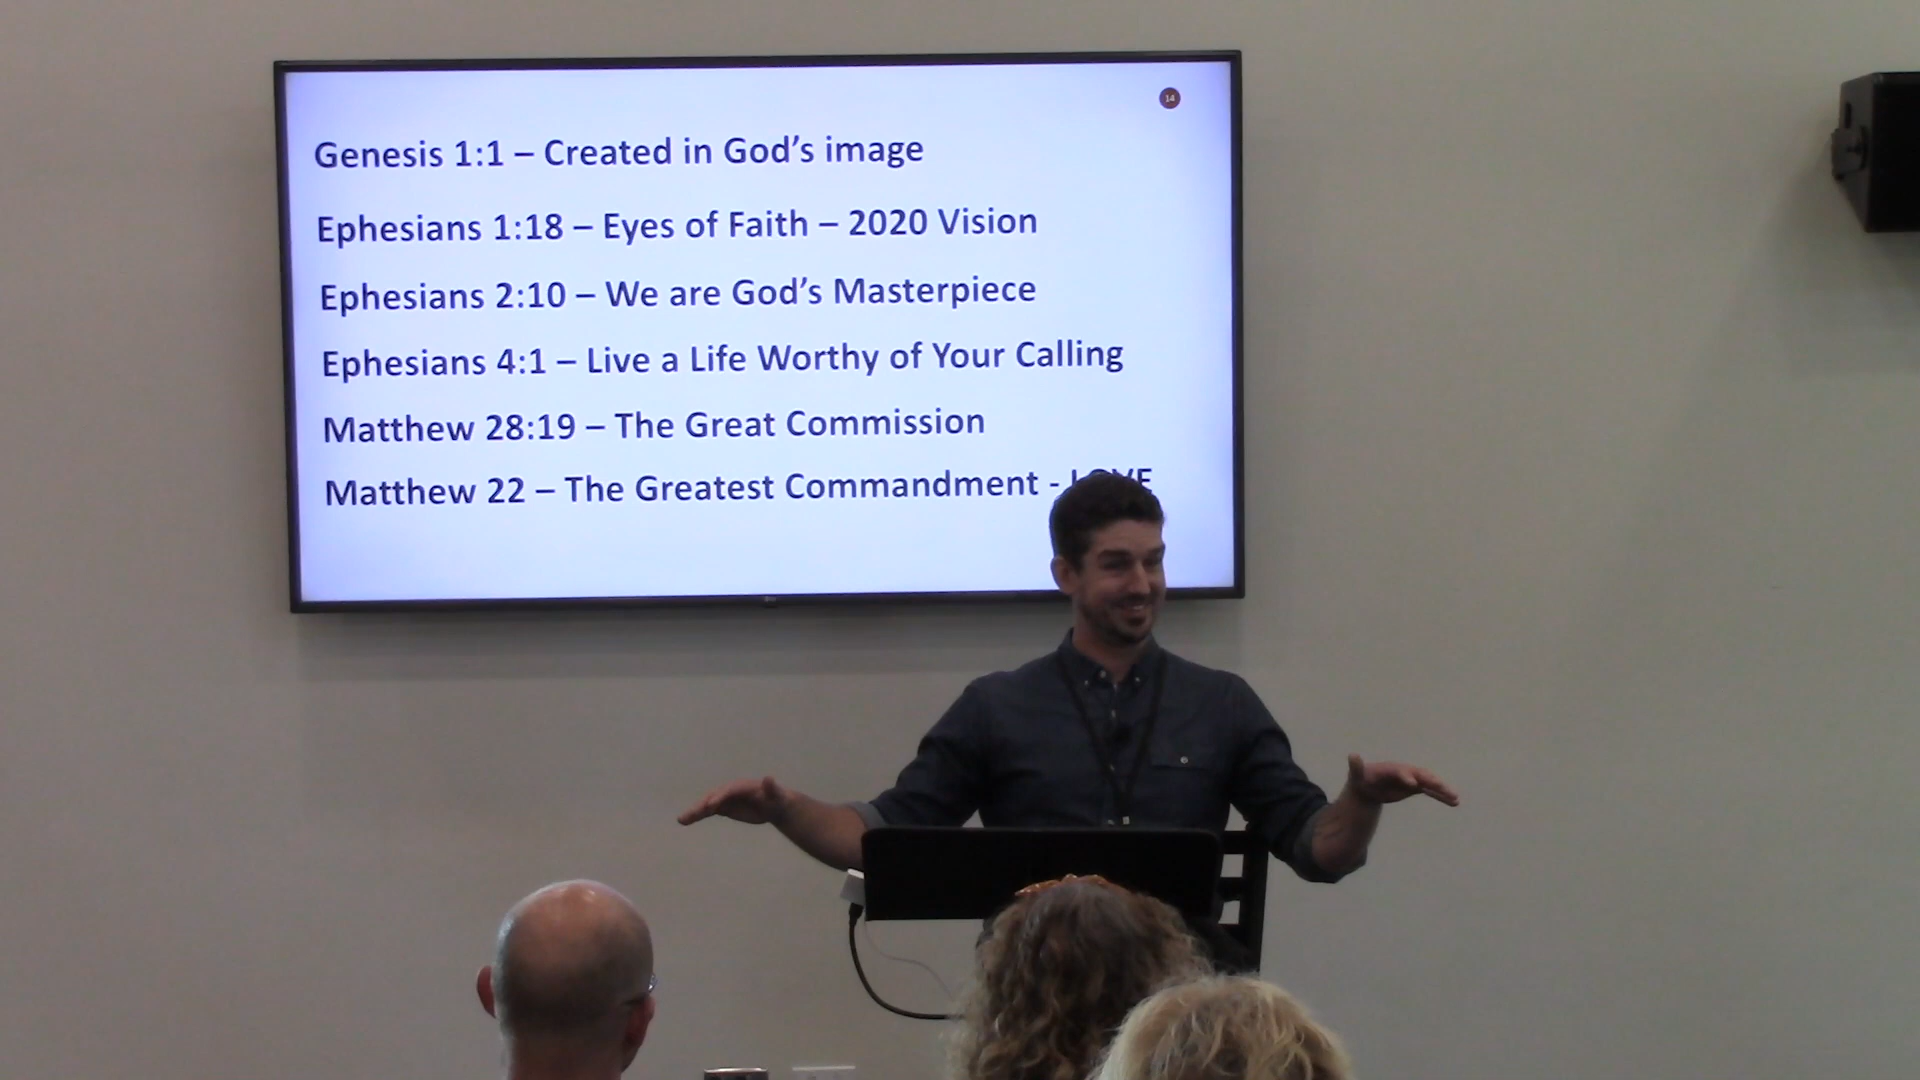 14
Genesis 1:1 – Created in God's image
Ephesians 1:18 – Eyes of Faith – 2020 Vision
Ephesians 2:10 – We are God's Masterpiece
Ephesians 4:1 – Live a Life Worthy of Your Calling
Matthew 28:19 – The Great Commission
Matthew 22 – The Greatest Commandment - LOVE